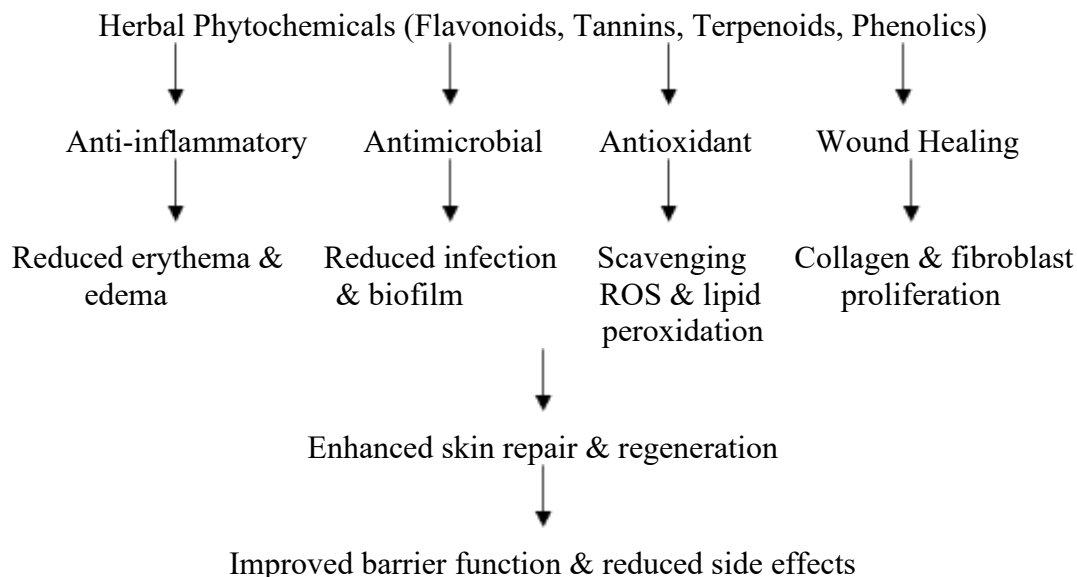 Herbal Phytochemicals (Flavonoids, Tannins, Terpenoids, Phenolics)
Anti-inflammatory
Antimicrobial
Antioxidant
Wound Healing
Reduced erythema &
edema
Reduced infection
& biofilm
Scavenging
ROS & lipid
peroxidation
Collagen & fibroblast
proliferation
Enhanced skin repair & regeneration
Improved barrier function & reduced side effects